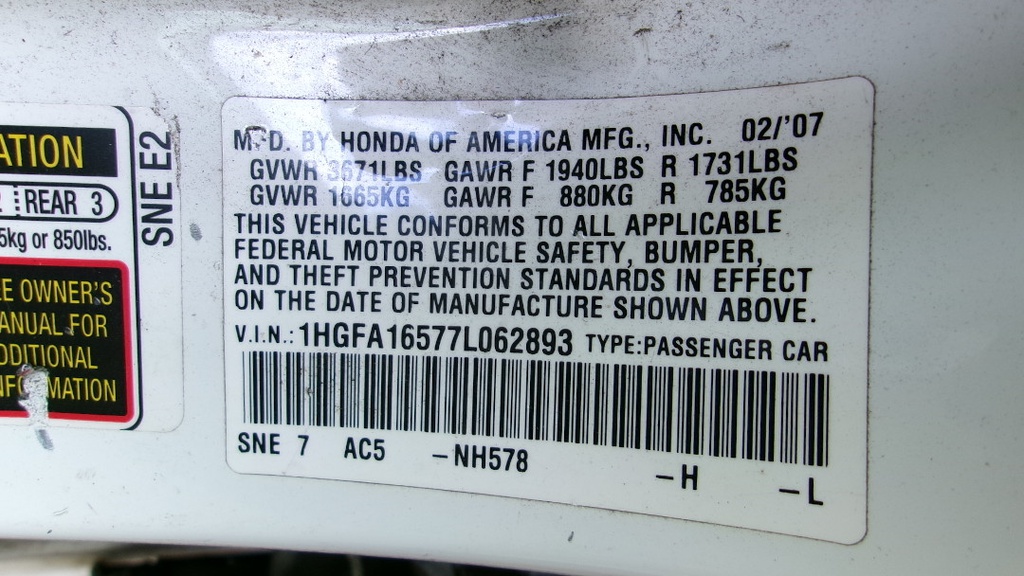 ATION
REAR 3
5kg or 850lbs.
E OWNER'S
ANUAL FOR
DDITIONAL
INFORMATION
SNE E2
MFD. BY HONDA OF AMERICA MFG., INC. 02/'07
GVWR 3671LBS GAWR F 1940LBS R 1731LBS
GVWR 1665KG GAWR F 880KG R 785KG
THIS VEHICLE CONFORMS TO ALL APPLICABLE
FEDERAL MOTOR VEHICLE SAFETY, BUMPER,
AND THEFT PREVENTION STANDARDS IN EFFECT
ON THE DATE OF MANUFACTURE SHOWN ABOVE.
V.I.N.: 1HGFA16577L062893 TYPE:PASSENGER CAR
SNE 7 AC5 -NH578 -H -L